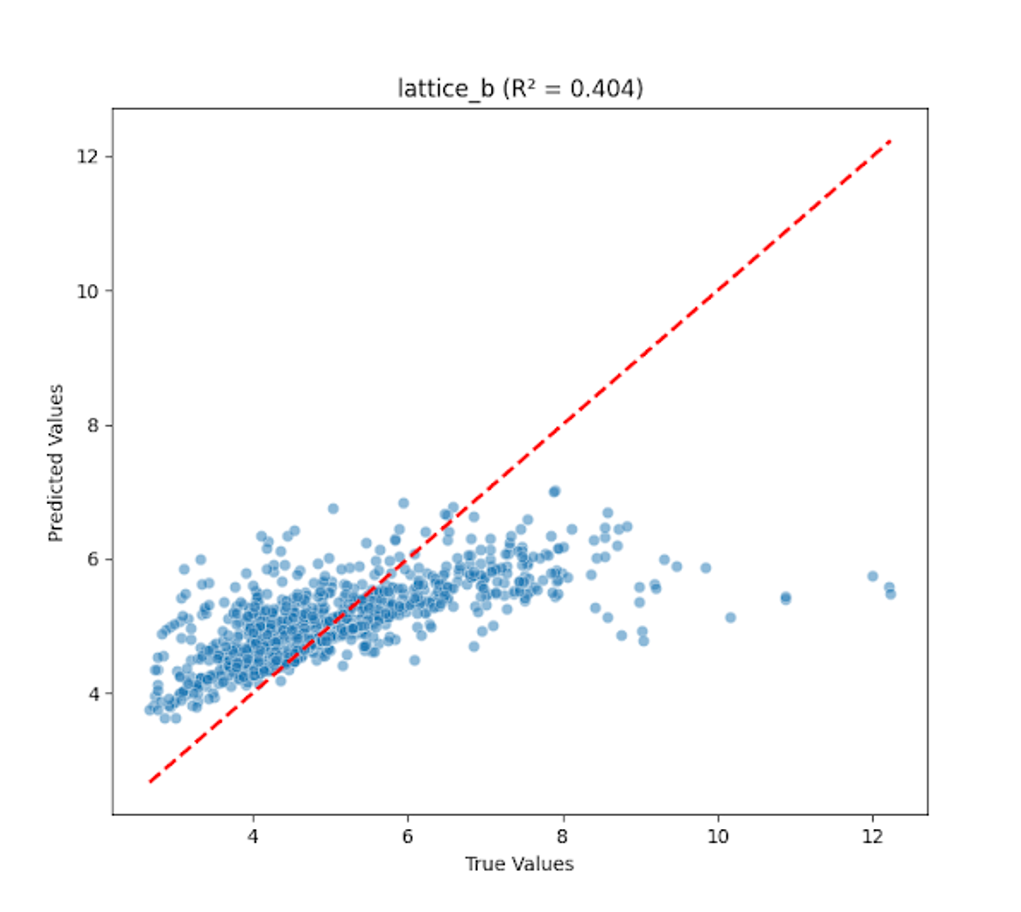 lattice_b (R² = 0.404)
12
10
8
6
4
Predicted Values
4 6 8 10 12
True Values